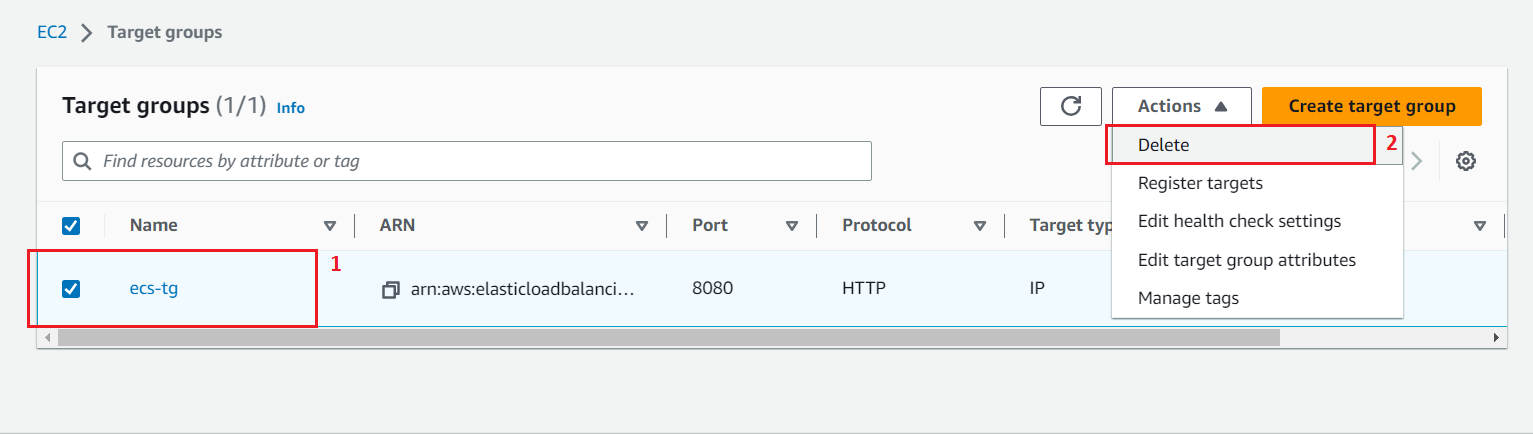 EC2 Target groups
Target groups (1/1) Info
Actions
Create target group
Find resources by attribute or tag
Delete 2
Register targets
Edit health check settings
Edit target group attributes
Manage tags
Name ARN Port Protocol Target typ
1
ecs-tg arn:aws:elasticloadbalanci... 8080 HTTP IP